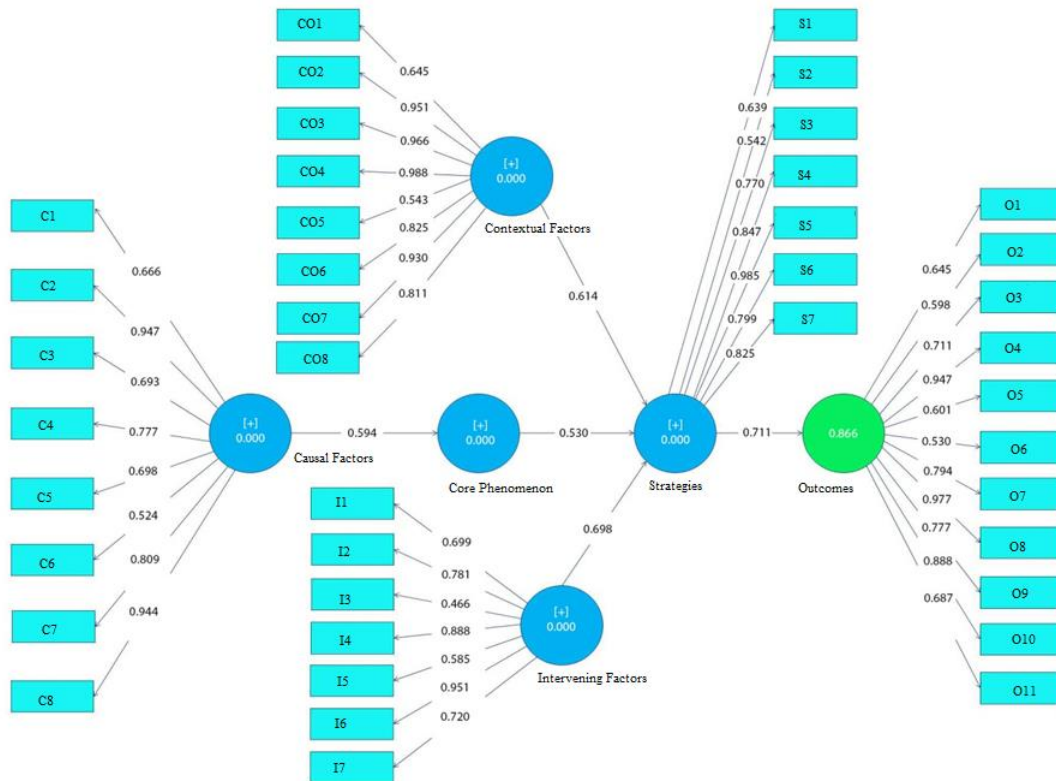 CO1
CO2
CO3
CO4
CO5
CO6
CO7
CO8
0.645
0.951
0.966
0.988
0.543
0.825
0.930
0.811
[+]
0.000
Contextual Factors
0.614
S1
S2
S3
S4
S5
S6
S7
0.639
0.542
0.770
0.847
0.985
0.799
0.825
C1
C2
C3
C4
C5
C6
C7
C8
0.666
0.947
0.693
0.777
0.698
0.524
0.809
0.944
[+]
0.000
Causal Factors
0.594
[+]
0.000
Core Phenomenon
0.530
[+]
0.000
Strategies
0.711
0.866
Outcomes
O1
O2
O3
O4
O5
O6
O7
O8
O9
O10
O11
0.645
0.598
0.711
0.947
0.601
0.530
0.794
0.977
0.777
0.888
0.687
I1
I2
I3
I4
I5
I6
I7
0.699
0.781
0.466
0.888
0.585
0.951
0.720
[+]
0.000
Intervening Factors
0.698